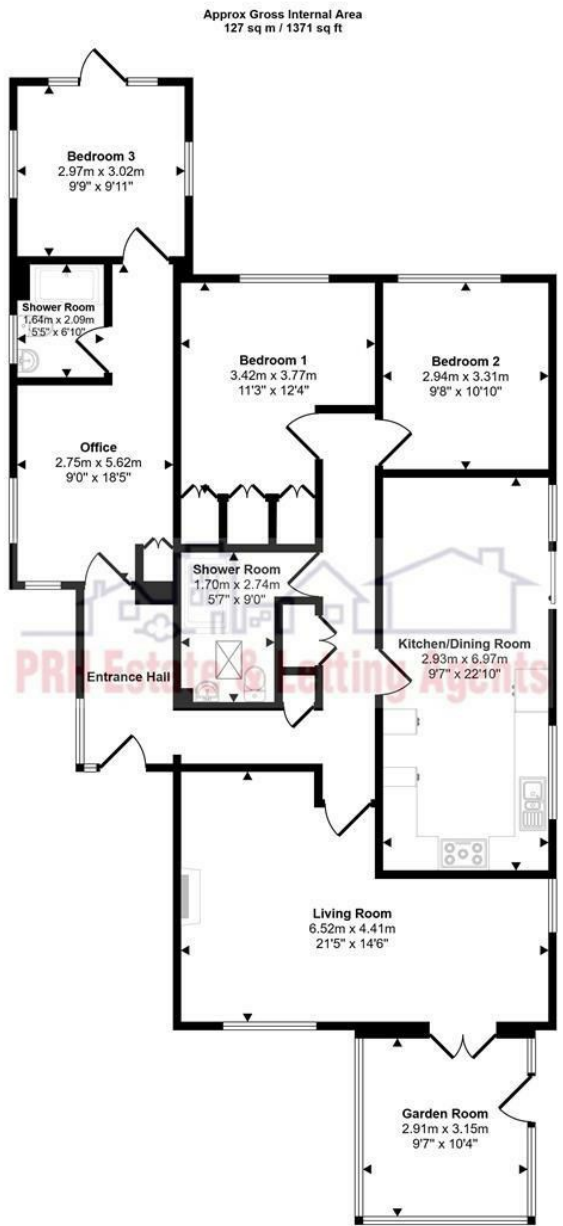 Approx Gross Internal Area
127 sq m / 1371 sq ft
Bedroom 3
2.97m x 3.02m
9'9" x 9'11"
Shower Room
1.64m x 2.09m
5'5" x 6'10"
Bedroom 1
3.42m x 3.77m
11'3" x 12'4"
Bedroom 2
2.94m x 3.31m
9'8" x 10'10"
Office
2.75m x 5.62m
9'0" x 18'5"
Shower Room
1.70m x 2.74m
5'7" x 9'0"
Kitchen/Dining Room
2.93m x 6.97m
9'7" x 22'10"
PRH Estate & Letting Agents
Entrance Hall
Living Room
6.52m x 4.41m
21'5" x 14'6"
Garden Room
2.91m x 3.15m
9'7" x 10'4"